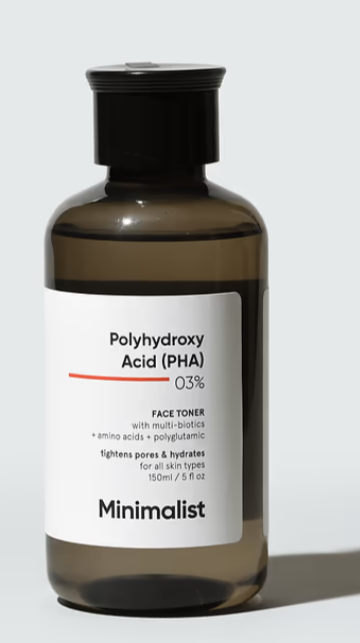 Polyhydroxy
Acid (PHA)
03%
FACE TONER
with multi-biotics
+ amino acids + polyglutamic
tightens pores & hydrates
for all skin types
150ml / 5 fl oz
Minimalist